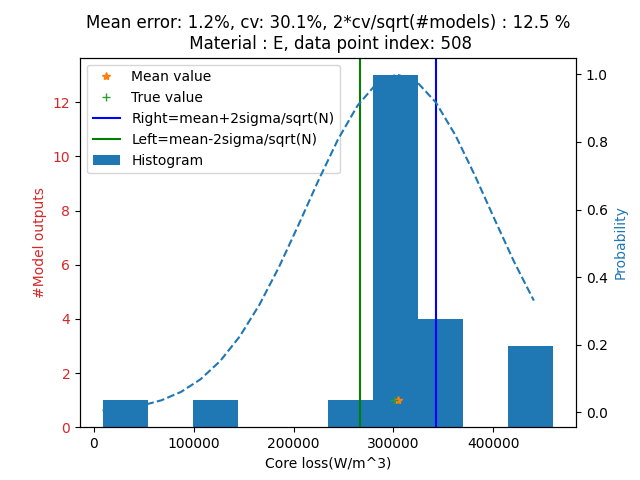 Mean error: 1.2%, cv: 30.1%, 2*cv/sqrt(#models) : 12.5 %
Material : E, data point index: 508
Mean value
True value
Right=mean+2sigma/sqrt(N)
Left=mean-2sigma/sqrt(N)
Histogram
#Model outputs
12
10
8
6
4
2
0
0
100000
200000
300000
400000
Core loss(W/m^3)
1.0
0.8
0.6
0.4
0.2
0.0
Probability